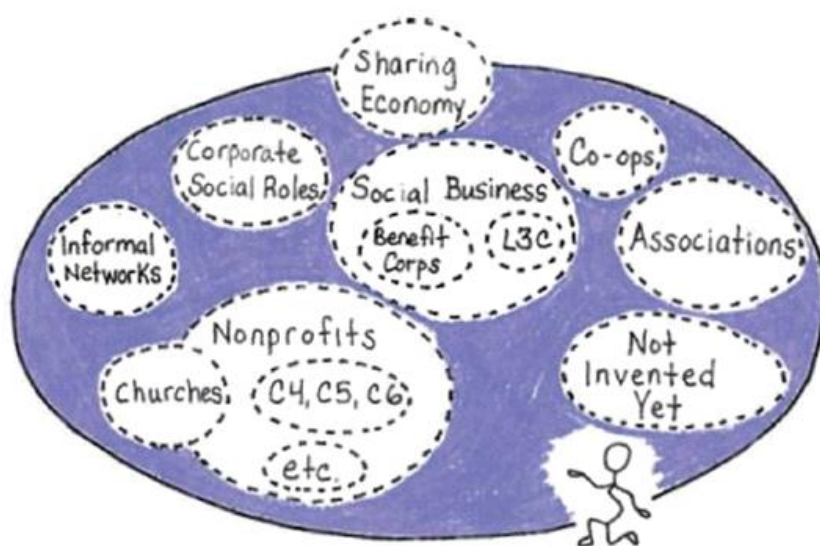 Sharing
Economy
Corporate
Social Roles
Co-ops
Social Business
Benefit
Corps
L3C
Associations
Informal
Networks
Nonprofits
Churches
C4, C5, C6
etc.
Not
Invented
Yet